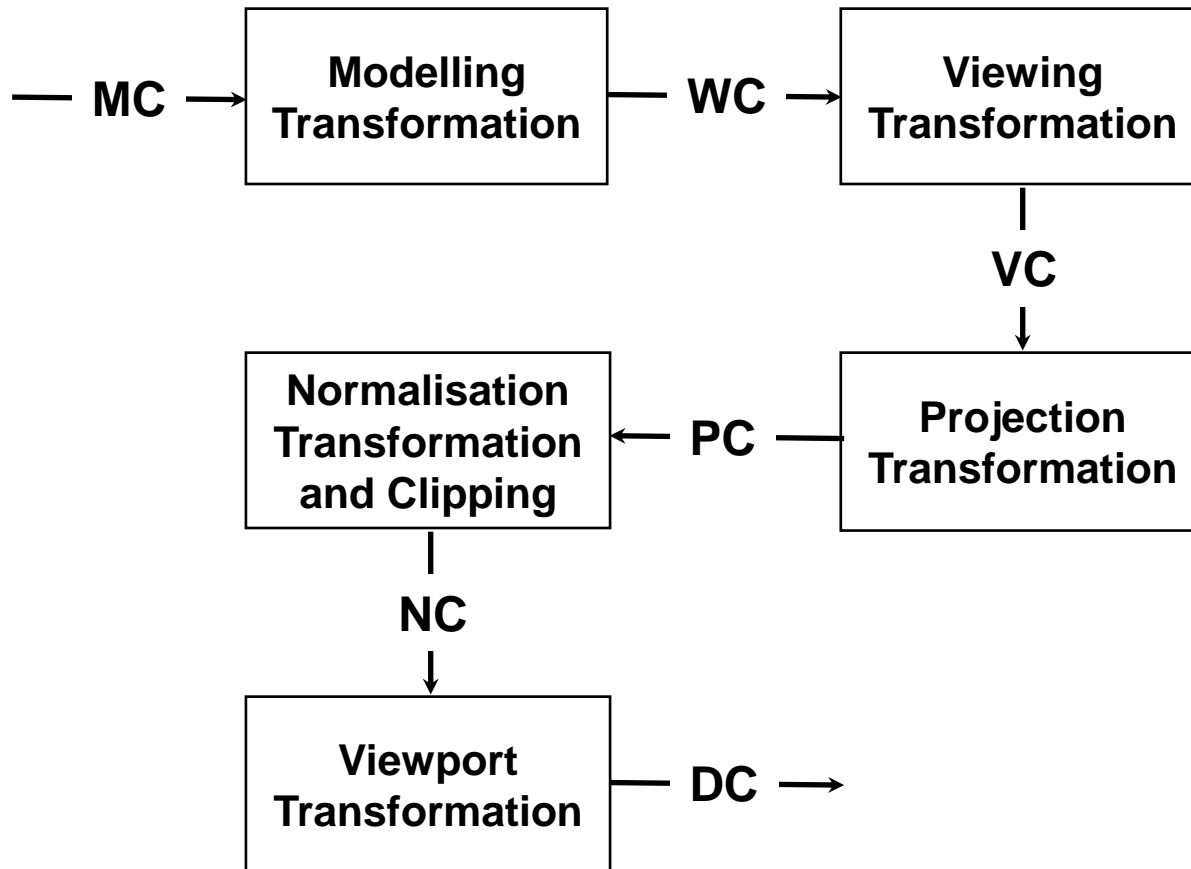 MC
Modelling
Transformation
WC
Viewing
Transformation
VC
Projection
Transformation
PC
Normalisation
Transformation
and Clipping
NC
Viewport
Transformation
DC